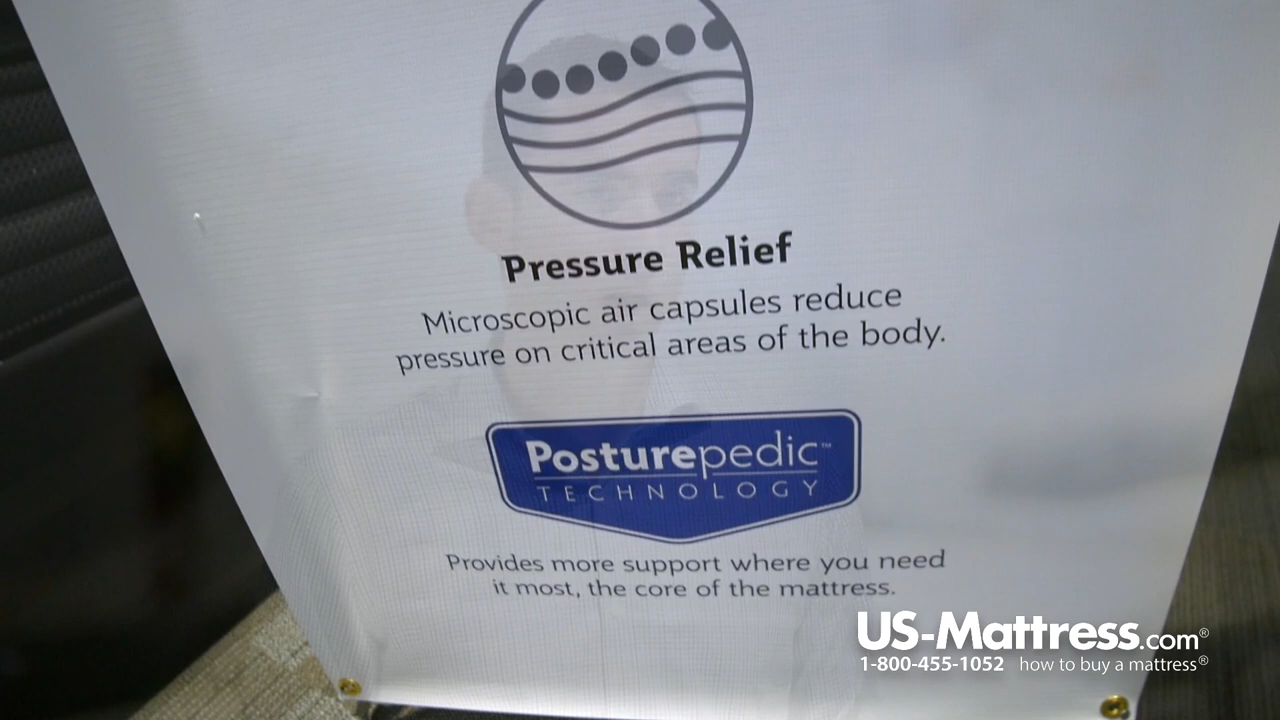 Pressure Relief
Microscopic air capsules reduce
pressure on critical areas of the body.
Posturepedic™
TECHNOLOGY
Provides more support where you need
it most, the core of the mattress.
US-Mattress.com®
1-800-455-1052 how to buy a mattress®